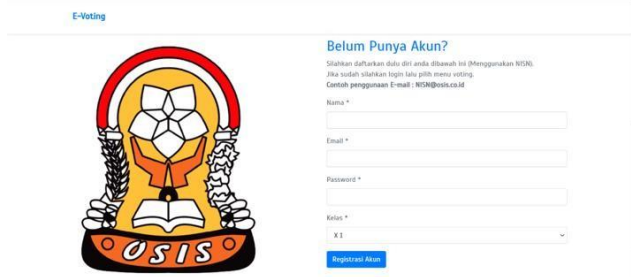 E-Voting
Belum Punya Akun?
Silahkan daftarkan dulu diri anda dibawah ini (Menggunakan NISN).
Jika sudah silahkan login lalu pilih menu voting.
Contoh penggunaan E-mail : NISN@osis.co.id
Nama *
Email *
Password *
Kelas *
X 1
Registrasi Akun
OSIS